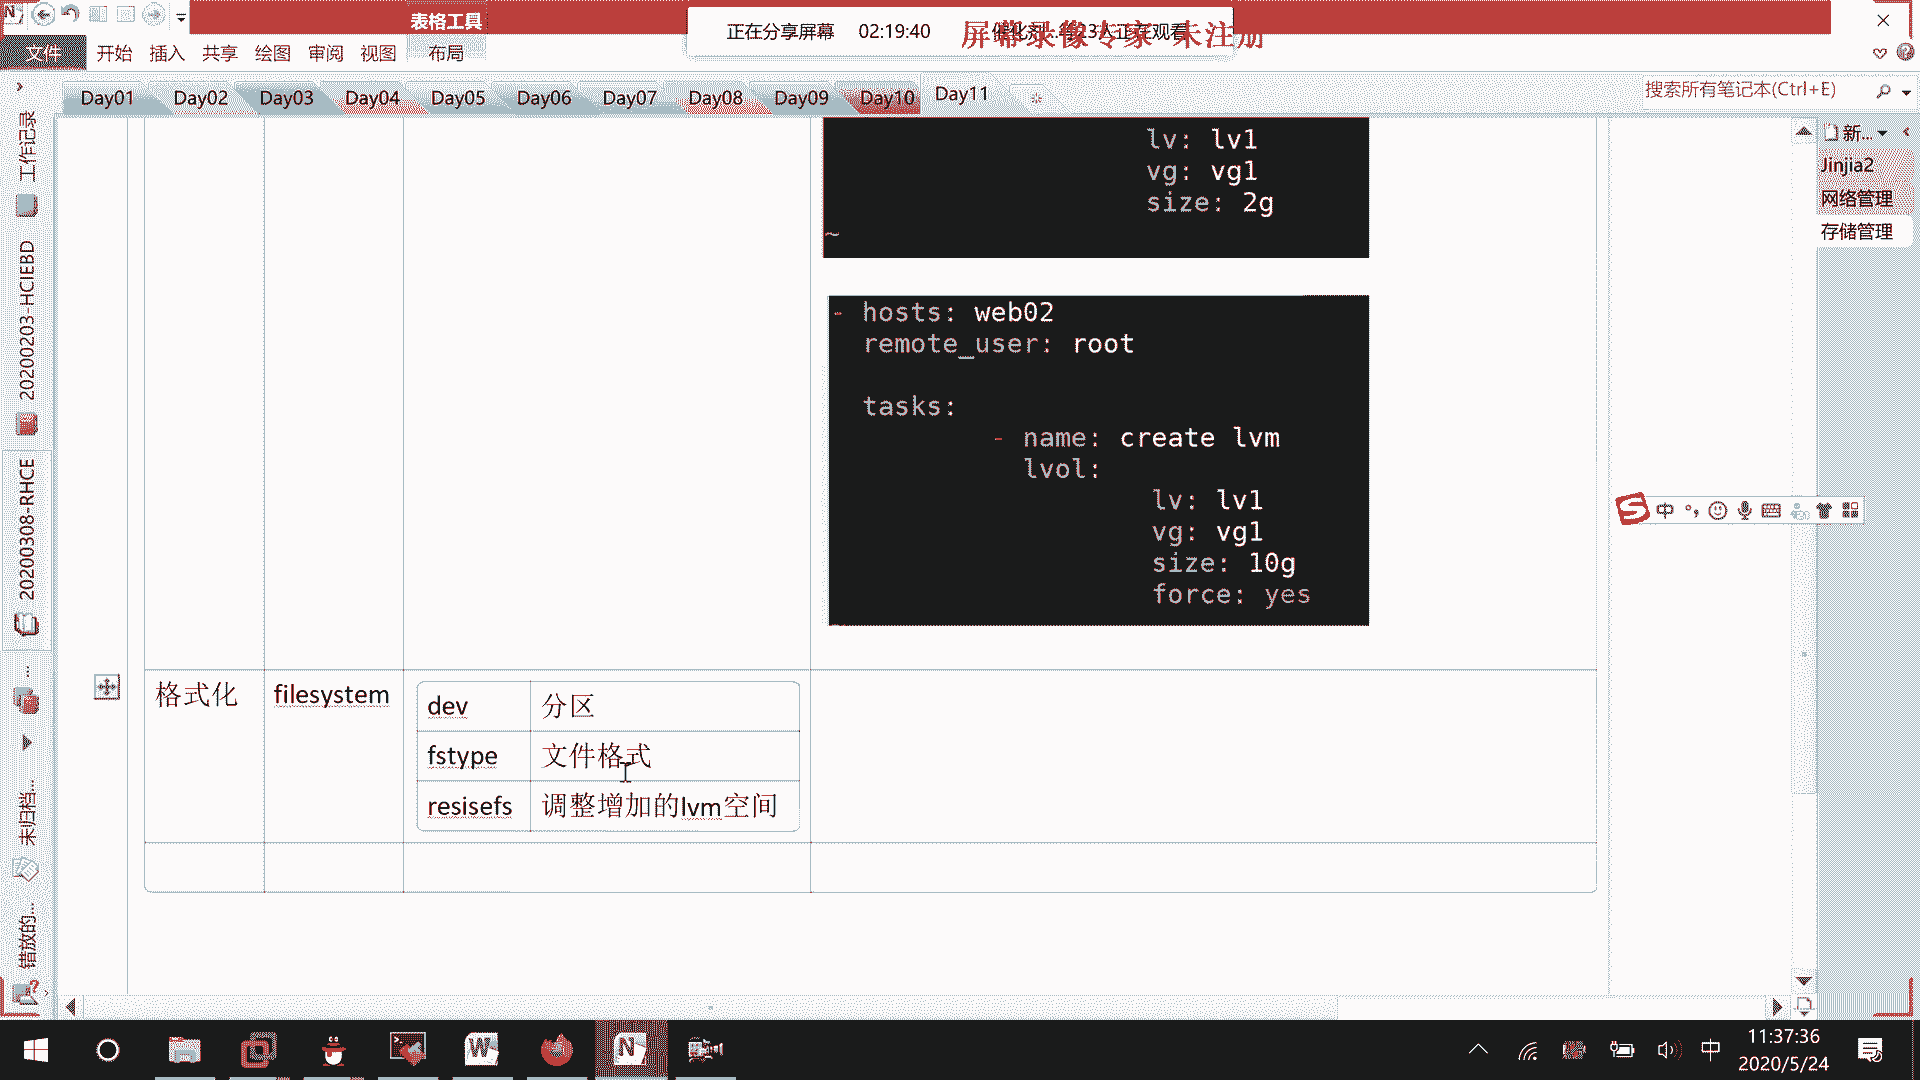 表格工具
正在分享屏幕 02:19:40
屏幕录像专家 未注册
文件 开始 插入 共享 绘图 审阅 视图 布局
Day01 Day02 Day03 Day04 Day05 Day06 Day07 Day08 Day09 Day10 Day11
搜索所有笔记本(Ctrl+E)
工作记录
20200203-HCIEBD
20200308-RHCE
...
未归档...
错放的...
新...
Jinjia2
网络管理
存储管理
lv: lv1
vg: vg1
size: 2g
~
- hosts: web02
remote_user: root
tasks:
- name: create lvm
lvol:
lv: lv1
vg: vg1
size: 10g
force: yes
格式化 filesystem
dev 分区
fstype 文件格式
resisefs 调整增加的lvm空间
中
中
11:37:36
2020/5/24